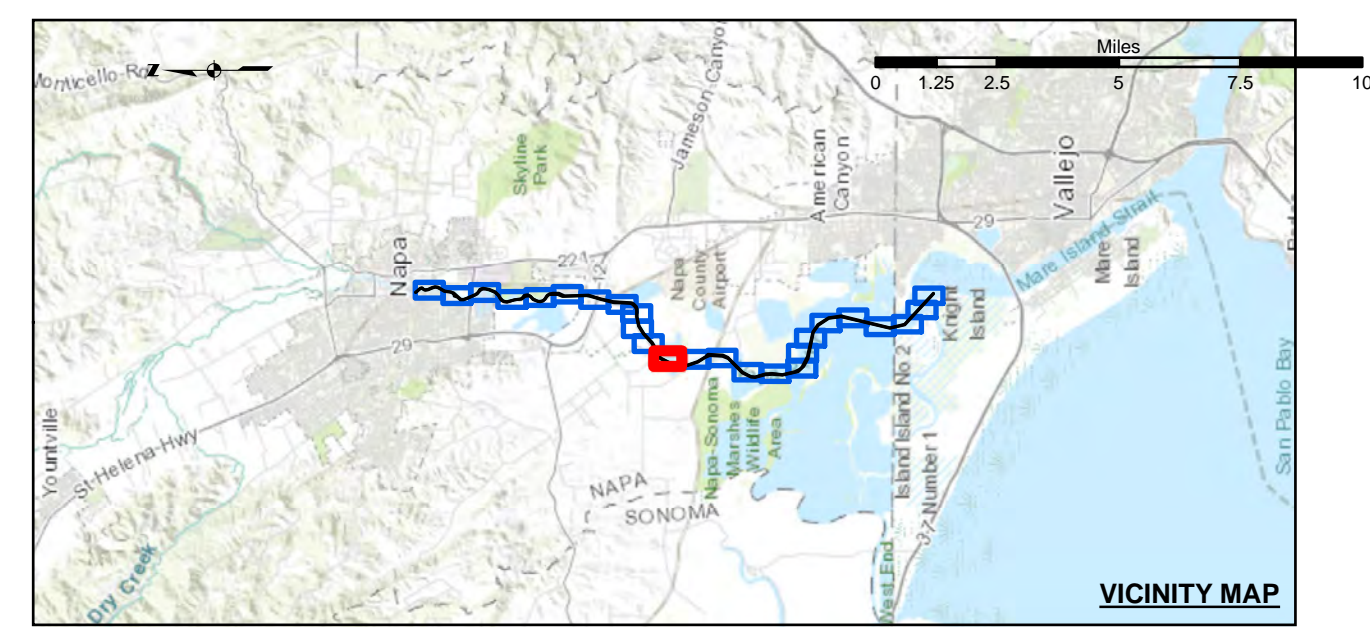 Miles
0 1.25 2.5 5 7.5 10
Monticello-Rd
Z
Jameson Canyon
Skyline
Park
American
Canyon
Vallejo
Napa
221
12
29
29
Napa
County
Airport
Mare Island-Strait
Mare
Island
Knight
Island
Yountville
St-Helena-Hwy
Dry Creek
NAPA
SONOMA
Napa-Sonoma
Marshes
Wildlife
Area
Island Island No 2
37-Number 1
West End
San Pablo Bay
VICINITY MAP